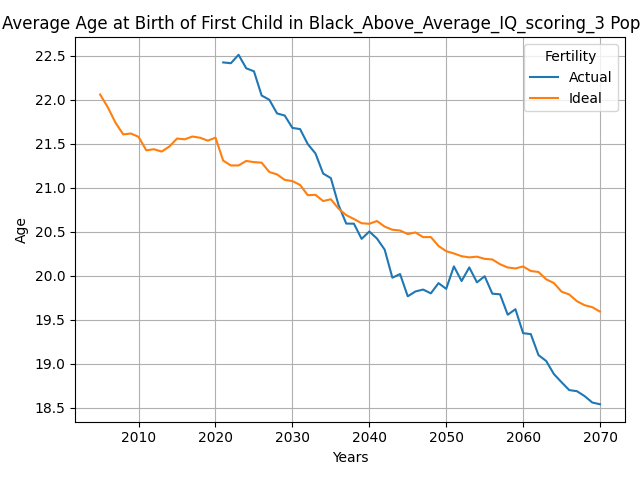 Average Age at Birth of First Child in Black_Above_Average_IQ_scoring_3 Pop
Fertility
Actual
Ideal
22.5
22.0
21.5
21.0
20.5
20.0
19.5
19.0
18.5
Age
2010 2020 2030 2040 2050 2060 2070
Years